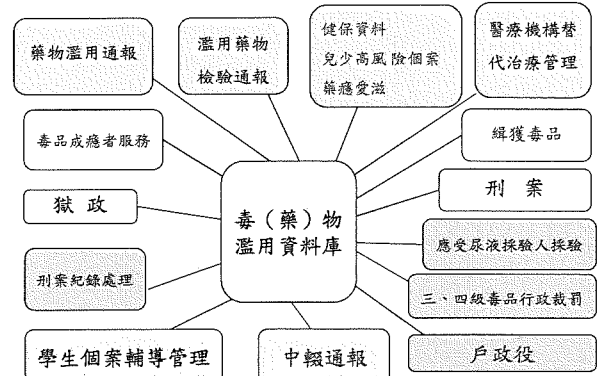 藥物濫用通報
濫用藥物
檢驗通報
健保資料
兒少高風險個案
藥癮愛滋
醫療機構替
代治療管理
毒品成癮者服務
緝獲毒品
獄政
刑案
毒（藥）物
濫用資料庫
應受尿液採驗人採驗
刑案紀錄處理
三、四級毒品行政裁罰
學生個案輔導管理
中輟通報
戶政役